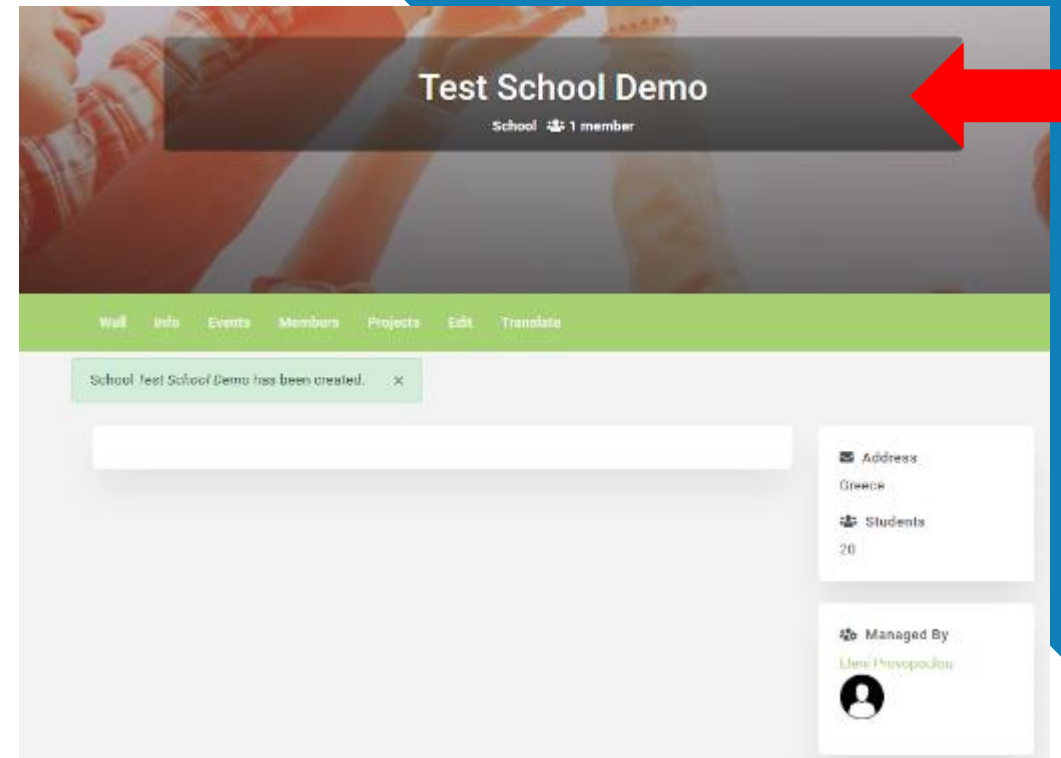 Test School Demo
School 1 member
Wall Info Events Members Projects Edit Translate
School Test School Demo has been created. ×
Address
Greece
Students
20
Managed By
Eleni